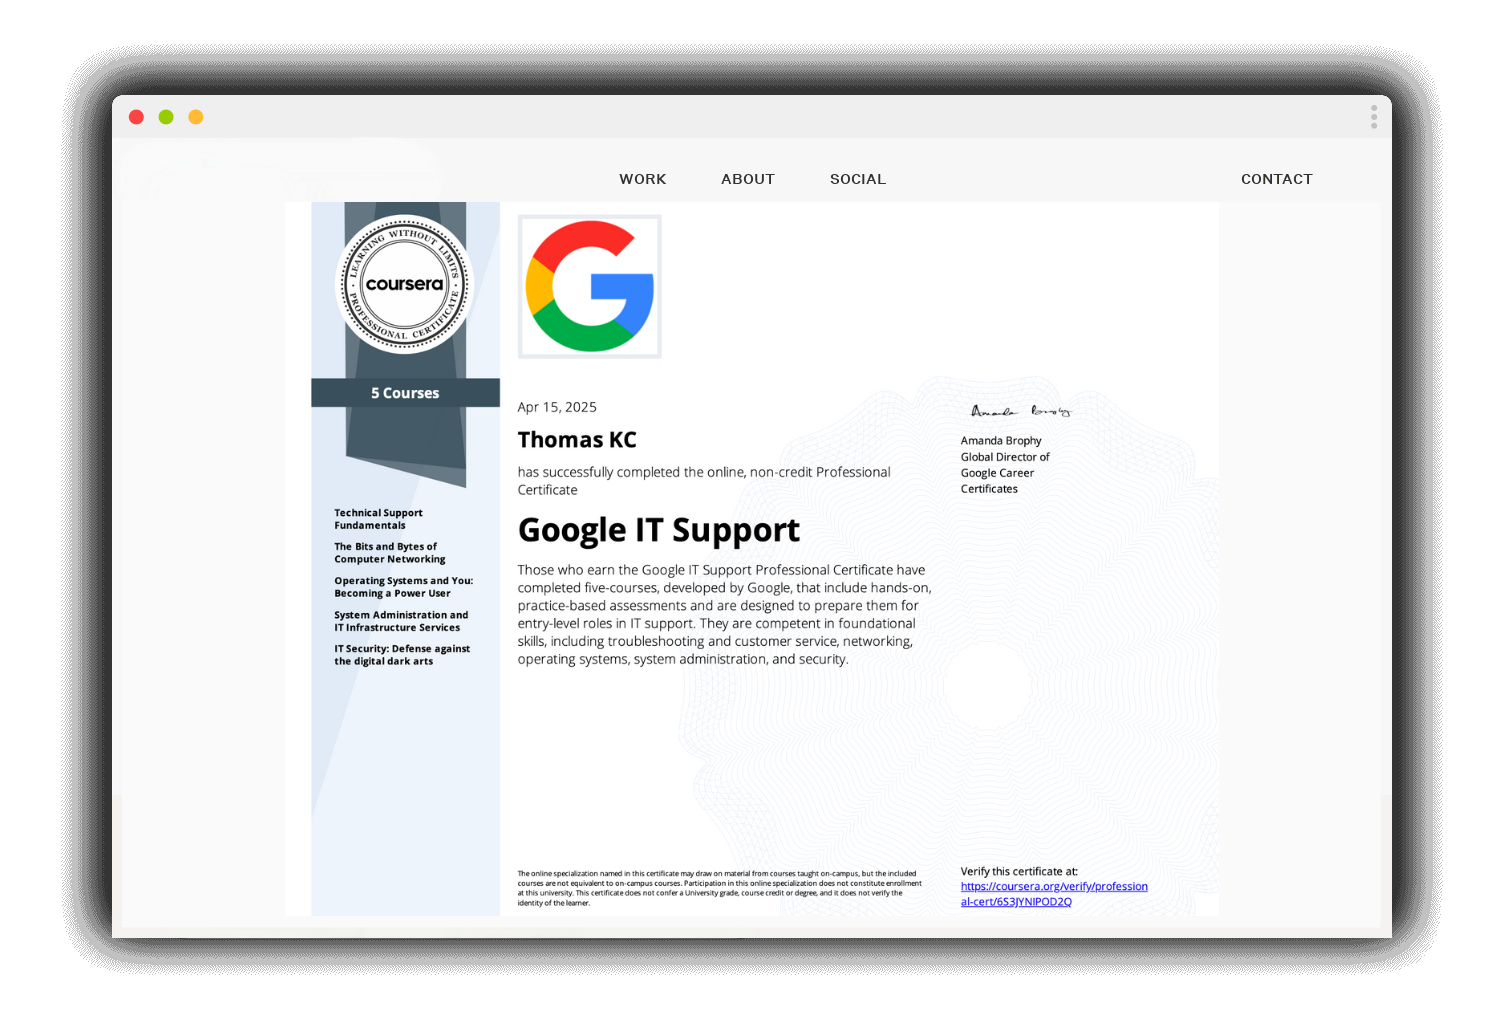 WORK ABOUT SOCIAL CONTACT
LEARNING WITHOUT LIMITS
coursera
PROFESSIONAL CERTIFICATE
5 Courses
Technical Support
Fundamentals
The Bits and Bytes of
Computer Networking
Operating Systems and You:
Becoming a Power User
System Administration and
IT Infrastructure Services
IT Security: Defense against
the digital dark arts
G
Apr 15, 2025
Thomas KC
has successfully completed the online, non-credit Professional
Certificate
Google IT Support
Those who earn the Google IT Support Professional Certificate have
completed five-courses, developed by Google, that include hands-on,
practice-based assessments and are designed to prepare them for
entry-level roles in IT support. They are competent in foundational
skills, including troubleshooting and customer service, networking,
operating systems, system administration, and security.
Amanda Brophy
Amanda Brophy
Global Director of
Google Career
Certificates
The online specialization named in this certificate may draw on material from courses taught on-campus, but the included
courses are not equivalent to on-campus courses. Participation in this online specialization does not constitute enrollment
at this university. This certificate does not confer a University grade, course credit or degree, and it does not verify the
identity of the learner.
Verify this certificate at:
https://coursera.org/verify/profession
al-cert/6S3JYNIPOD2Q